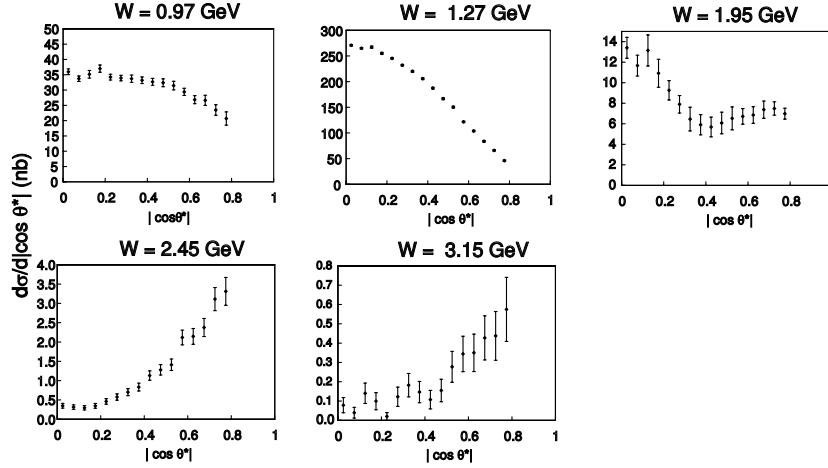 W = 0.97 GeV
50
45
40
35
30
25
20
15
10
5
0
0 0.2 0.4 0.6 0.8 1
| cosθ*|
W = 1.27 GeV
300
250
200
150
100
50
0
0 0.2 0.4 0.6 0.8 1
| cos θ*|
W = 1.95 GeV
14
12
10
8
6
4
2
0
0 0.2 0.4 0.6 0.8
| cos θ*|
dσ/d|cos θ*| (nb)
W = 2.45 GeV
4.0
3.5
3.0
2.5
2.0
1.5
1.0
0.5
0.0
0 0.2 0.4 0.6 0.8 1
| cos θ*|
W = 3.15 GeV
0.8
0.7
0.6
0.5
0.4
0.3
0.2
0.1
0.0
0 0.2 0.4 0.6 0.8 1
| cos θ*|